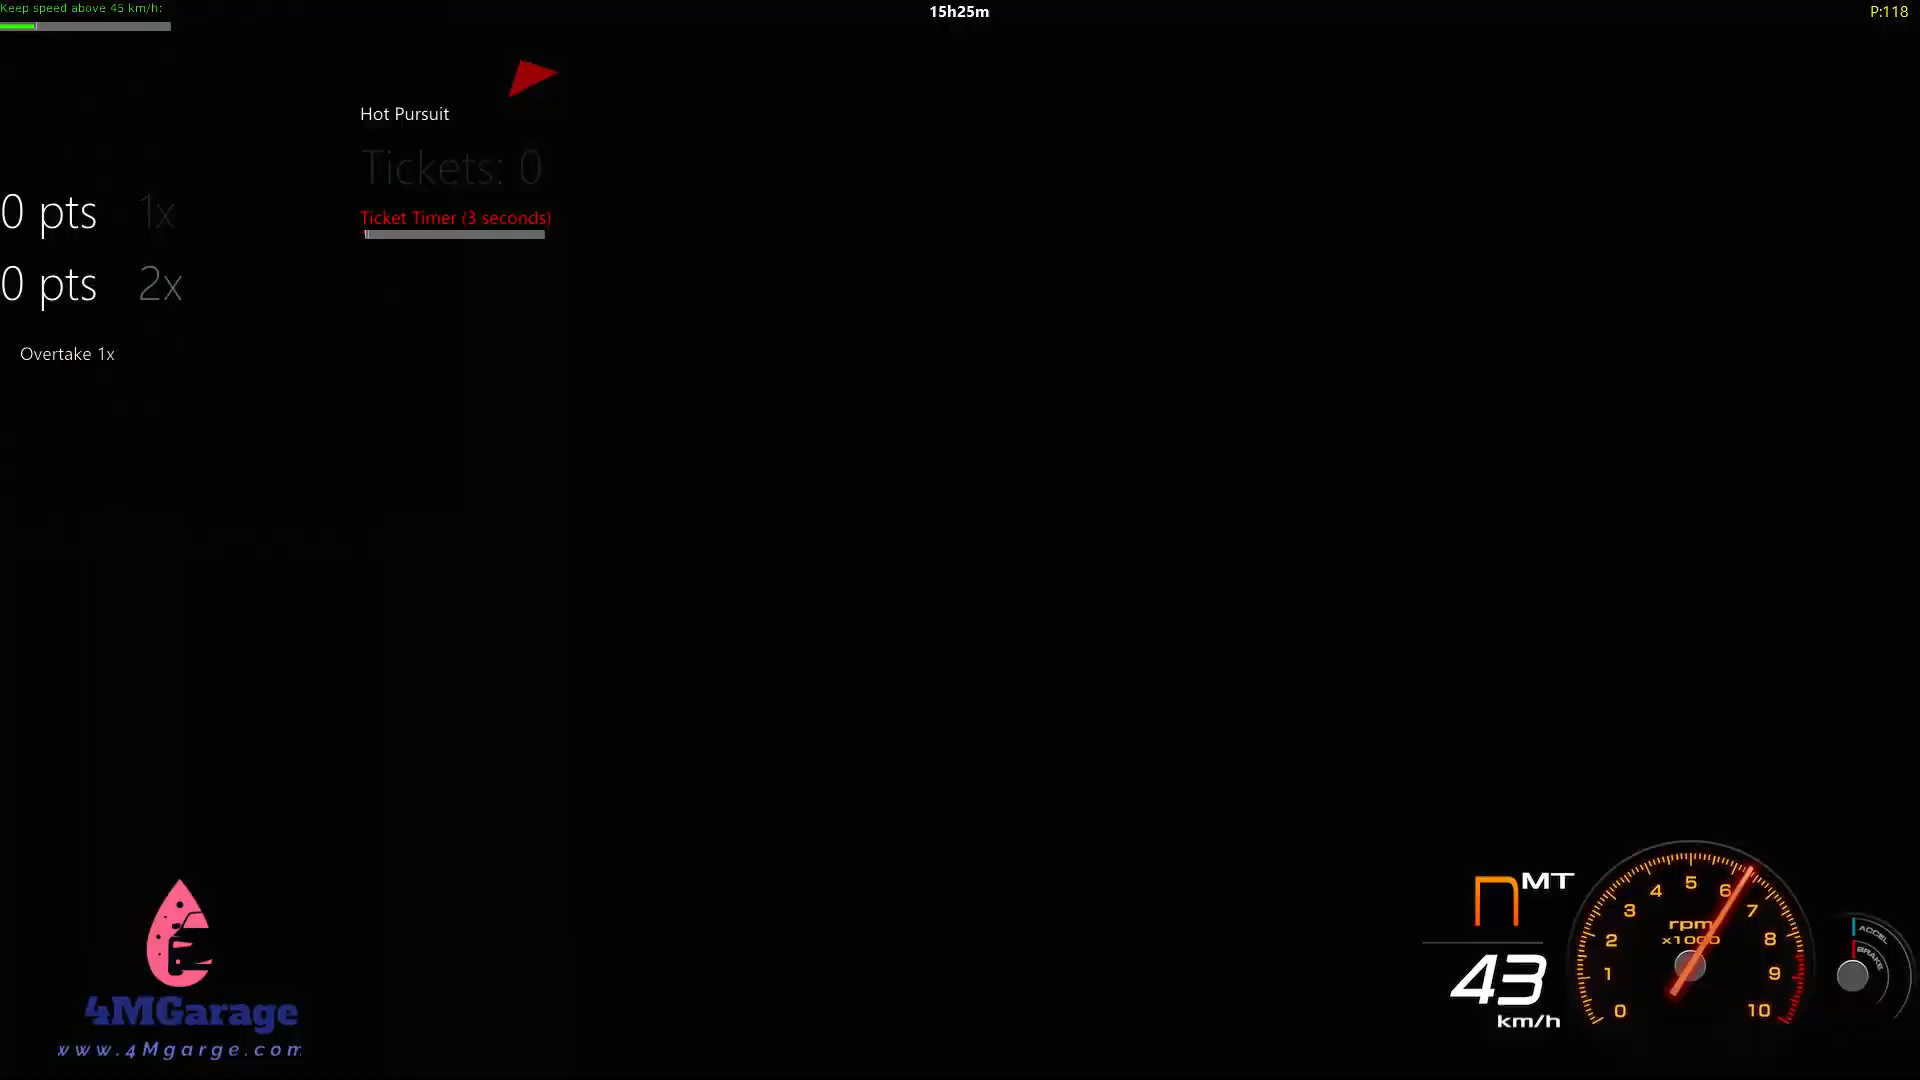 Keep speed above 45 km/h:
15h25m
P:118
Hot Pursuit
Tickets: 0
0 pts 1x
Ticket Timer (3 seconds)
0 pts 2x
Overtake 1x
n MT
43
km/h
rpm
x1000
0 1 2 3 4 5 6 7 8 9 10
ACCEL
BRAKE
4MGarage
www.4Mgarge.com